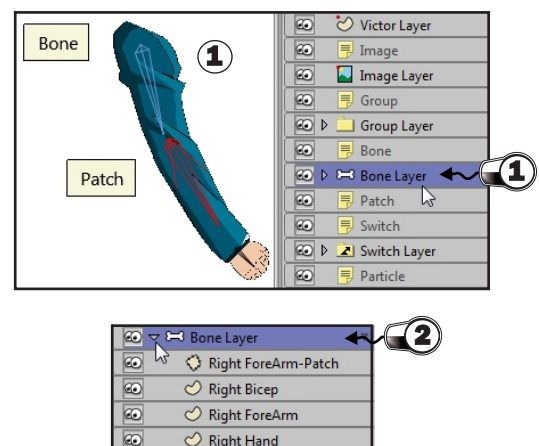 Bone
1
Patch
Victor Layer
Image
Image Layer
Group
Group Layer
Bone
Bone Layer
1
Patch
Switch
Switch Layer
Particle
Bone Layer
2
Right ForeArm-Patch
Right Bicep
Right ForeArm
Right Hand